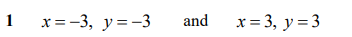 1 x = −3, y = −3 and x = 3, y = 3